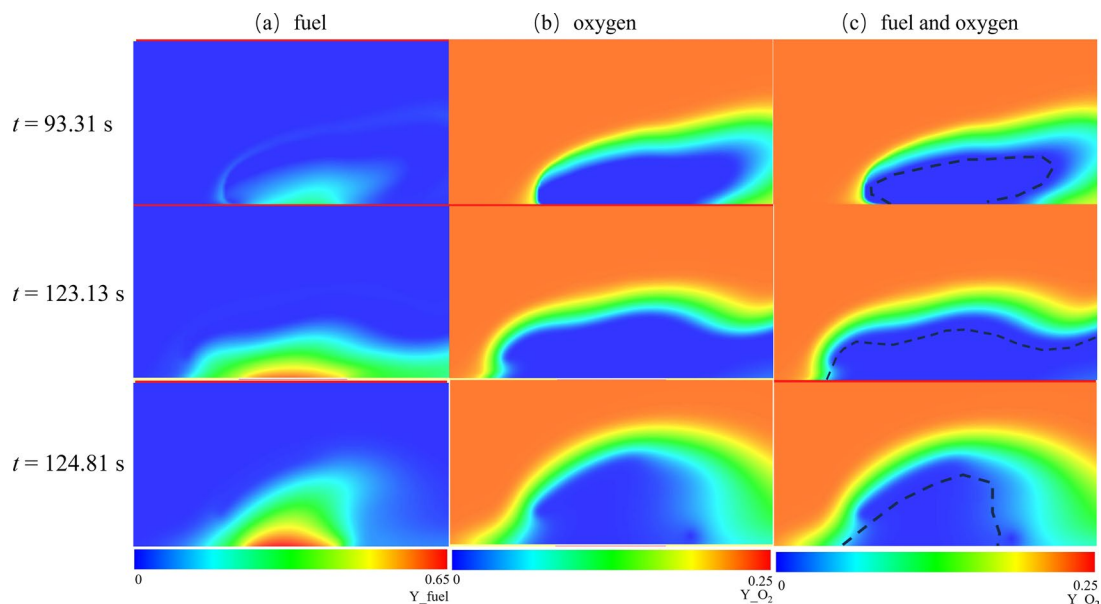 (a) fuel
(b) oxygen
(c) fuel and oxygen
t = 93.31 s
t = 123.13 s
t = 124.81 s
0 0.65
Y_fuel
0 0.25
Y_O₂
0 0.25
Y_O₂